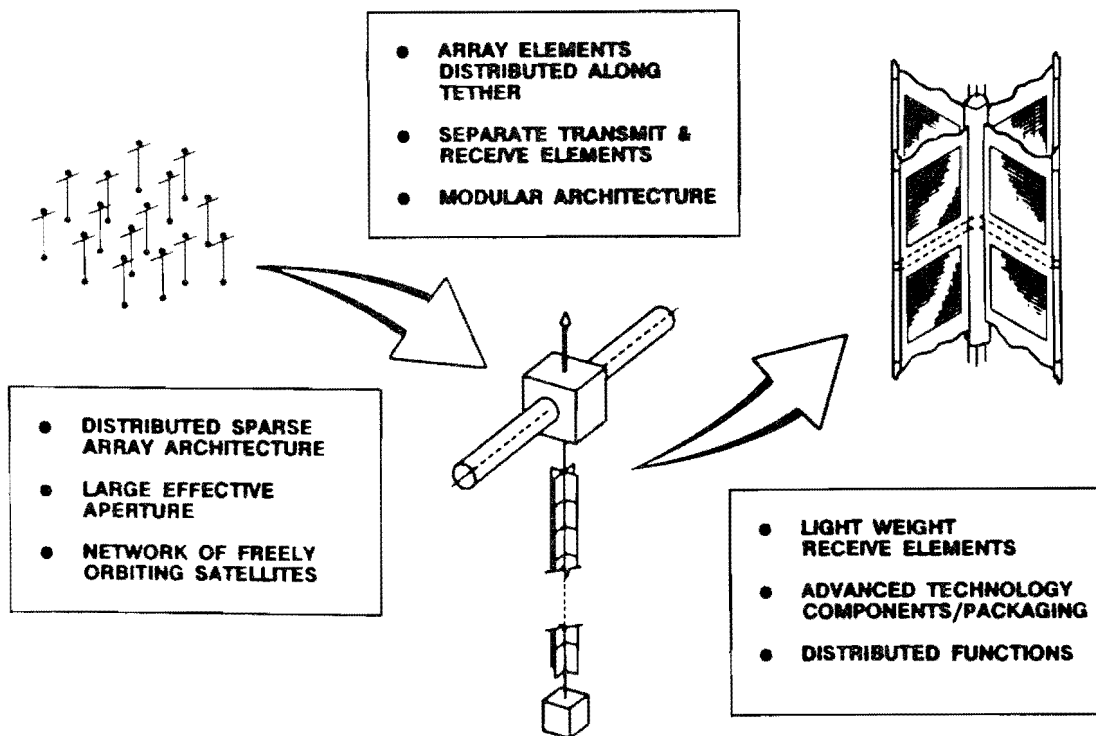 ● ARRAY ELEMENTS
DISTRIBUTED ALONG
TETHER
● SEPARATE TRANSMIT &
RECEIVE ELEMENTS
● MODULAR ARCHITECTURE
● DISTRIBUTED SPARSE
ARRAY ARCHITECTURE
● LARGE EFFECTIVE
APERTURE
● NETWORK OF FREELY
ORBITING SATELLITES
● LIGHT WEIGHT
RECEIVE ELEMENTS
● ADVANCED TECHNOLOGY
COMPONENTS/PACKAGING
● DISTRIBUTED FUNCTIONS